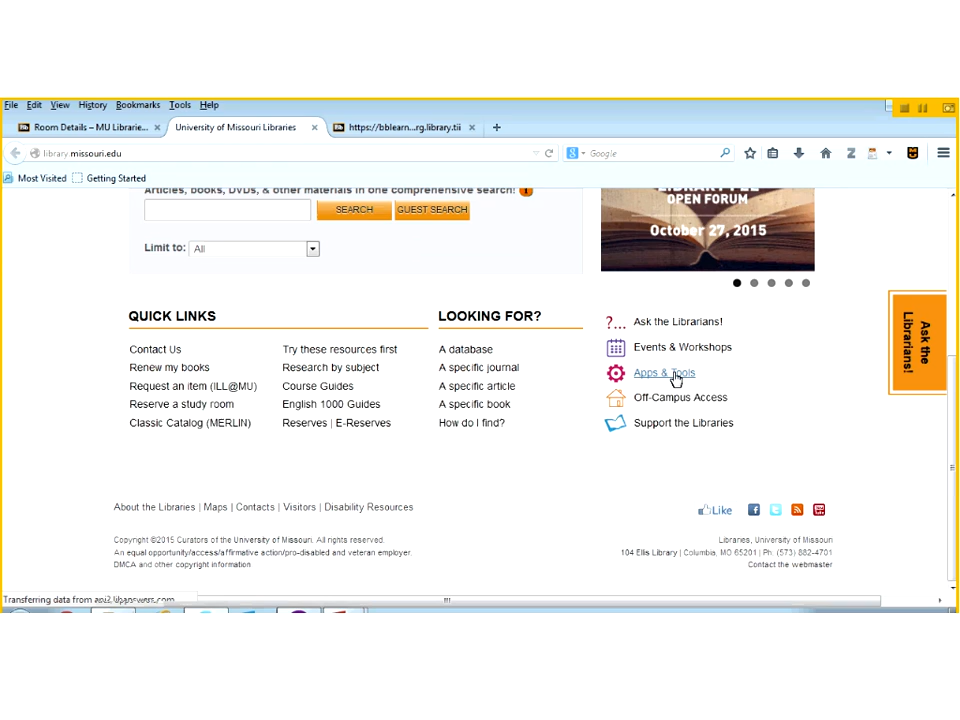 File Edit View History Bookmarks Tools Help
Room Details – MU Librarie... × University of Missouri Libraries × https://bblearn...rg.library.tii × +
library.missouri.edu Google
Most Visited Getting Started
Articles, books, DVDs, & other materials in one comprehensive search!
SEARCH GUEST SEARCH
Limit to: All
OPEN FORUM
October 27, 2015
QUICK LINKS
Contact Us
Renew my books
Request an item (ILL@MU)
Reserve a study room
Classic Catalog (MERLIN)
Try these resources first
Research by subject
Course Guides
English 1000 Guides
Reserves | E-Reserves
LOOKING FOR?
A database
A specific journal
A specific article
A specific book
How do I find?
?... Ask the Librarians!
Events & Workshops
Apps & Tools
Off-Campus Access
Support the Libraries
Ask the
Librarians!
About the Libraries | Maps | Contacts | Visitors | Disability Resources
Like
Copyright ©2015 Curators of the University of Missouri. All rights reserved.
An equal opportunity/access/affirmative action/pro-disabled and veteran employer.
DMCA and other copyright information
Libraries, University of Missouri
104 Ellis Library | Columbia, MO 65201 | Ph. (573) 882-4701
Contact the webmaster
Transferring data from api2.libanswers.com...